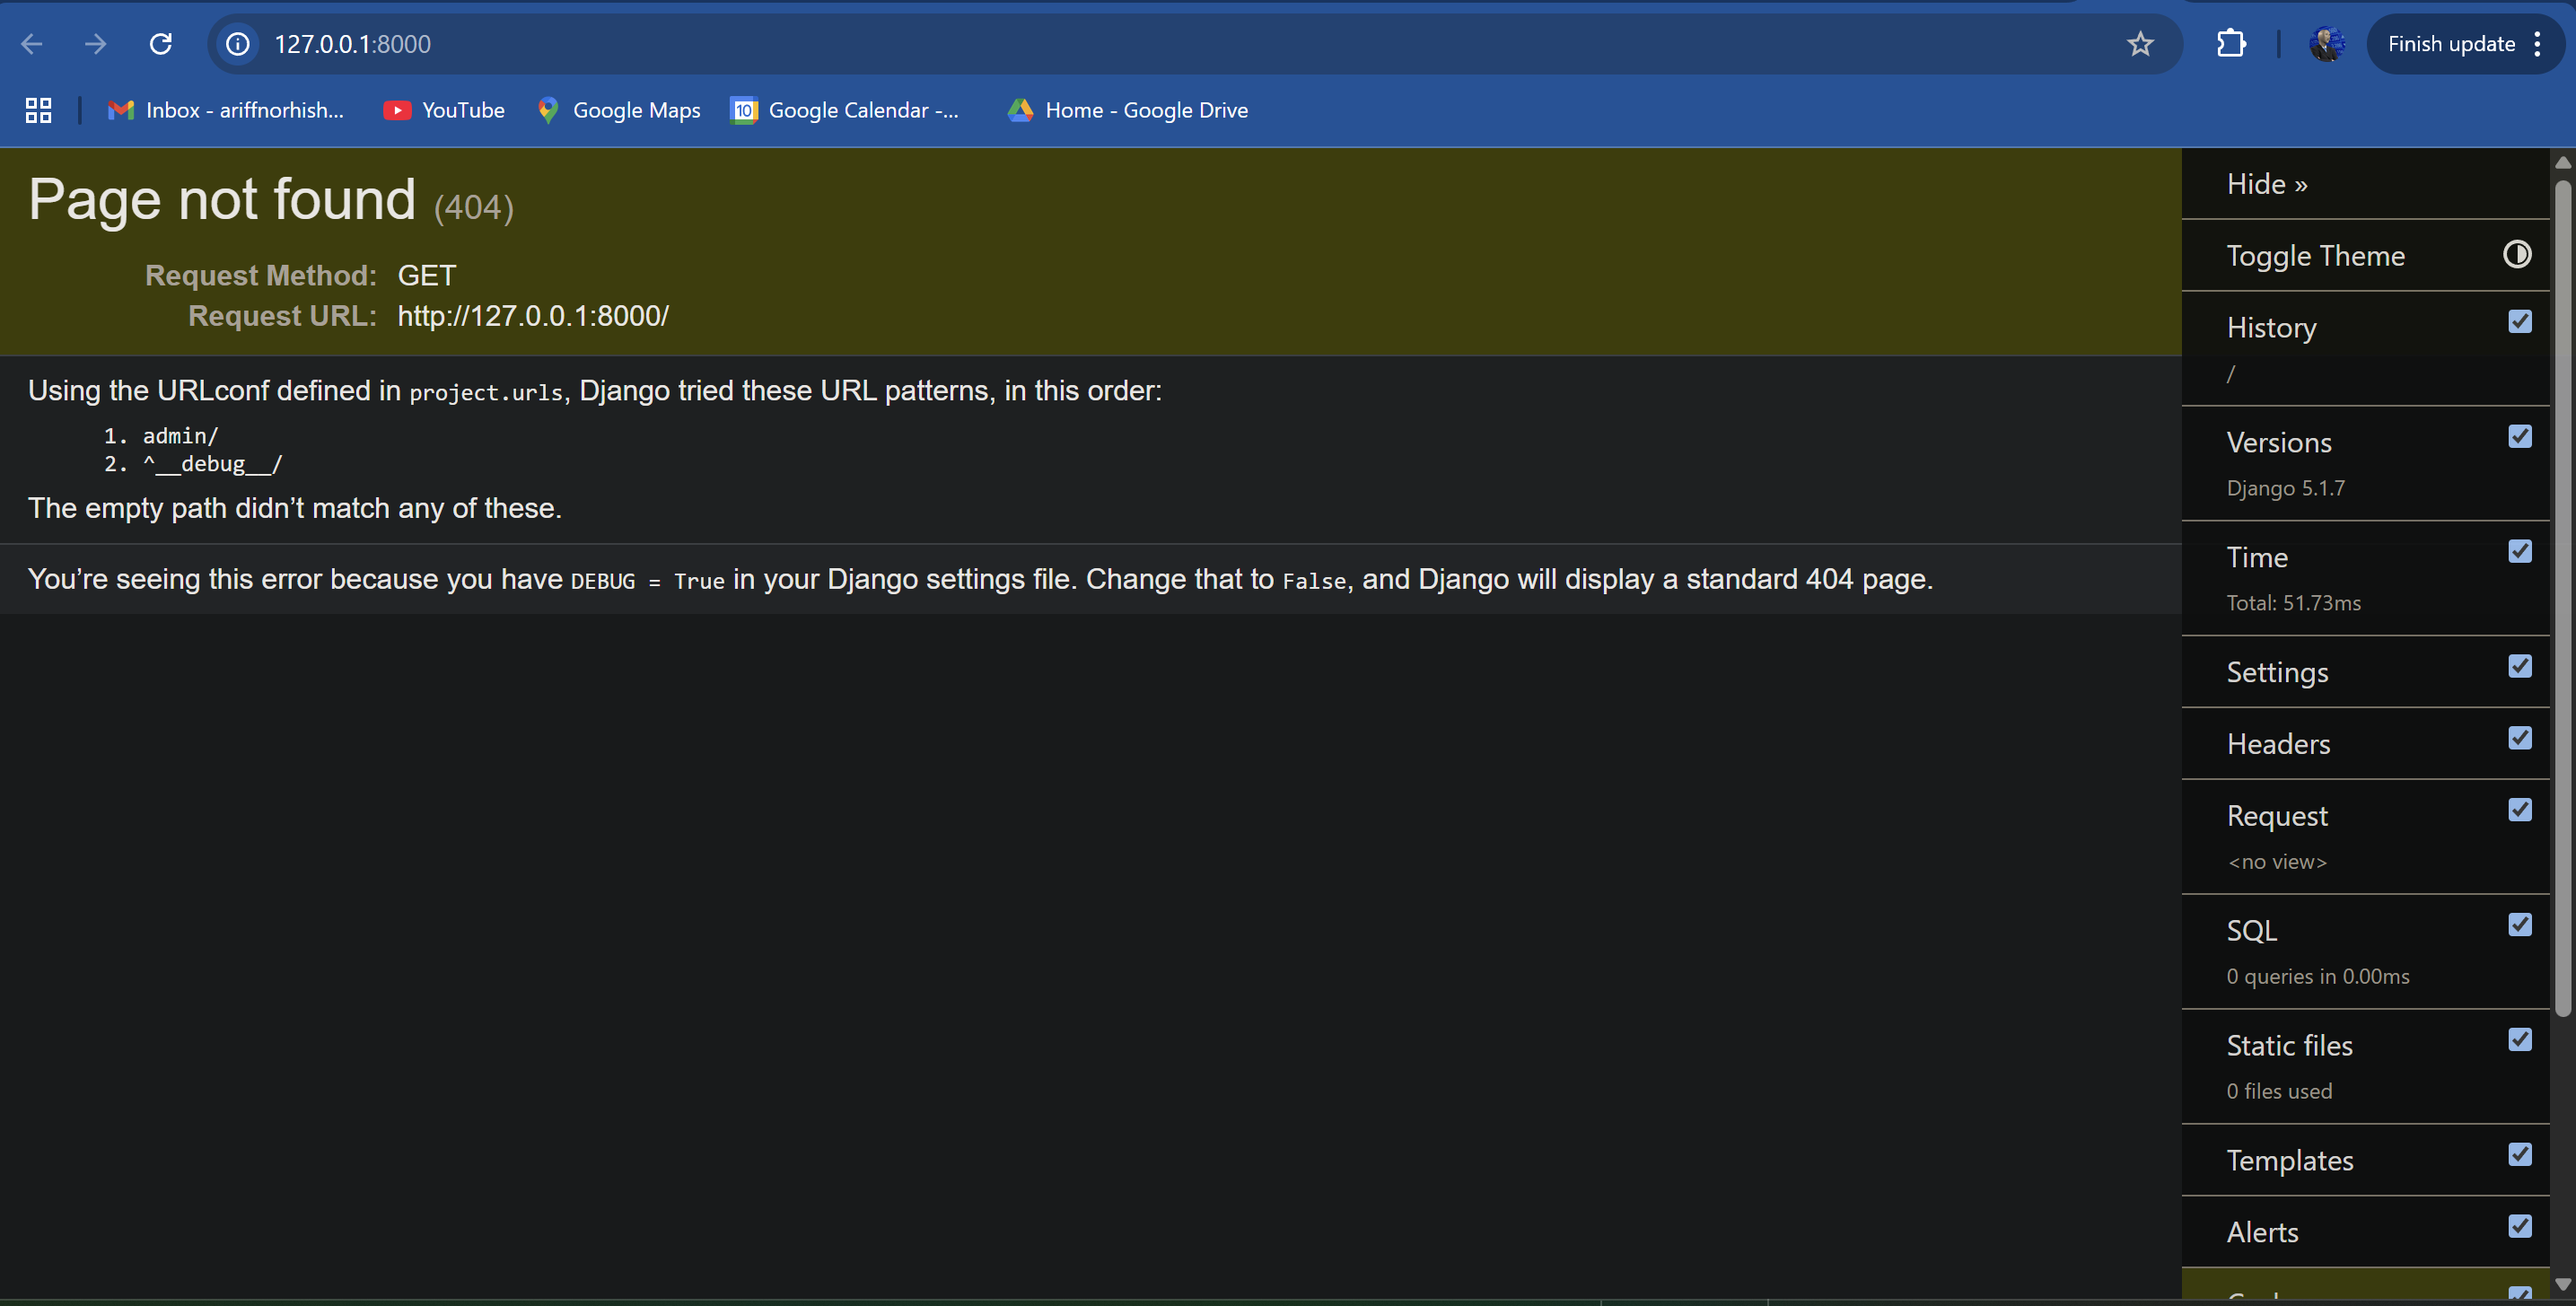 127.0.0.1:8000
Finish update
Inbox - ariffnorhish...
YouTube
Google Maps
10
Google Calendar -...
Home - Google Drive
Page not found (404)
Request Method: GET
Request URL: http://127.0.0.1:8000/
Using the URLconf defined in project.urls, Django tried these URL patterns, in this order:
1. admin/
2. ^__debug__/
The empty path didn’t match any of these.
You’re seeing this error because you have DEBUG = True in your Django settings file. Change that to False, and Django will display a standard 404 page.
Hide »
Toggle Theme
History
/
Versions
Django 5.1.7
Time
Total: 51.73ms
Settings
Headers
Request
<no view>
SQL
0 queries in 0.00ms
Static files
0 files used
Templates
Alerts